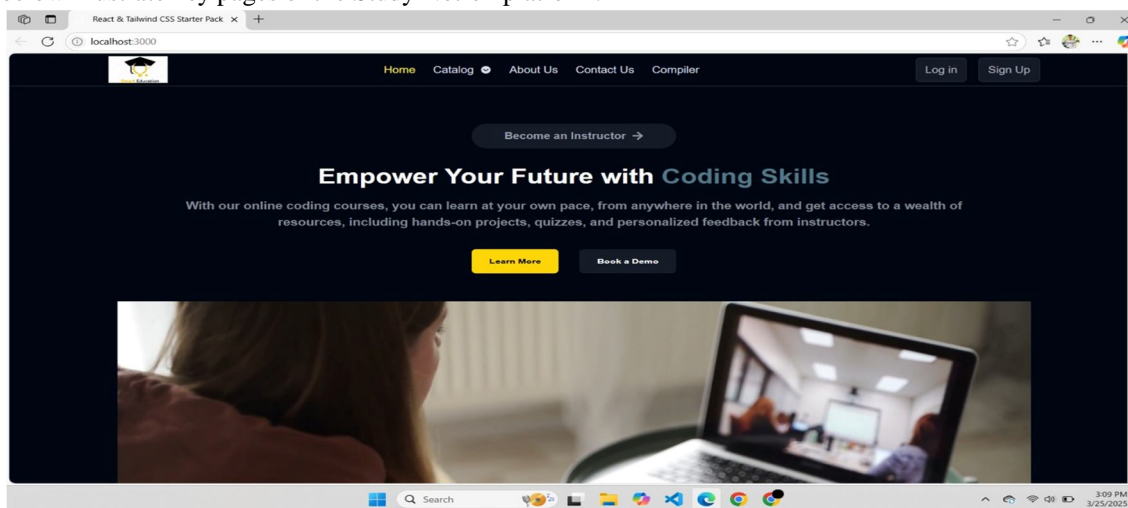 React & Tailwind CSS Starter Pack
localhost:3000
Home Catalog About Us Contact Us Compiler Log in Sign Up
Become an Instructor →
Empower Your Future with Coding Skills
With our online coding courses, you can learn at your own pace, from anywhere in the world, and get access to a wealth of
resources, including hands-on projects, quizzes, and personalized feedback from instructors.
Learn More Book a Demo
Search
3:09 PM
3/25/2025